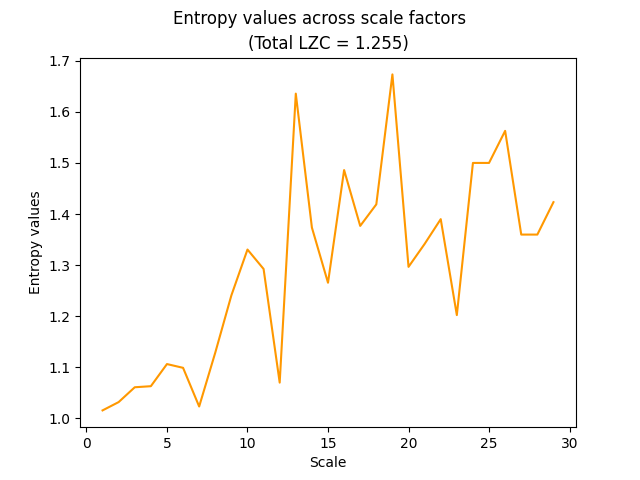 Entropy values across scale factors
(Total LZC = 1.255)
1.7
1.6
1.5
1.4
1.3
1.2
1.1
1.0
Entropy values
0 5 10 15 20 25 30
Scale